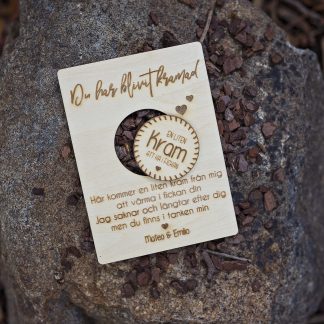 Du har blivit kramad
EN LITEN
Kram
ATT HA I FICKAN
Här kommer en liten kram från mig
att värma i fickan din
Jag saknar och längtar efter dig
men du finns i tanken min
Mateo & Emilio